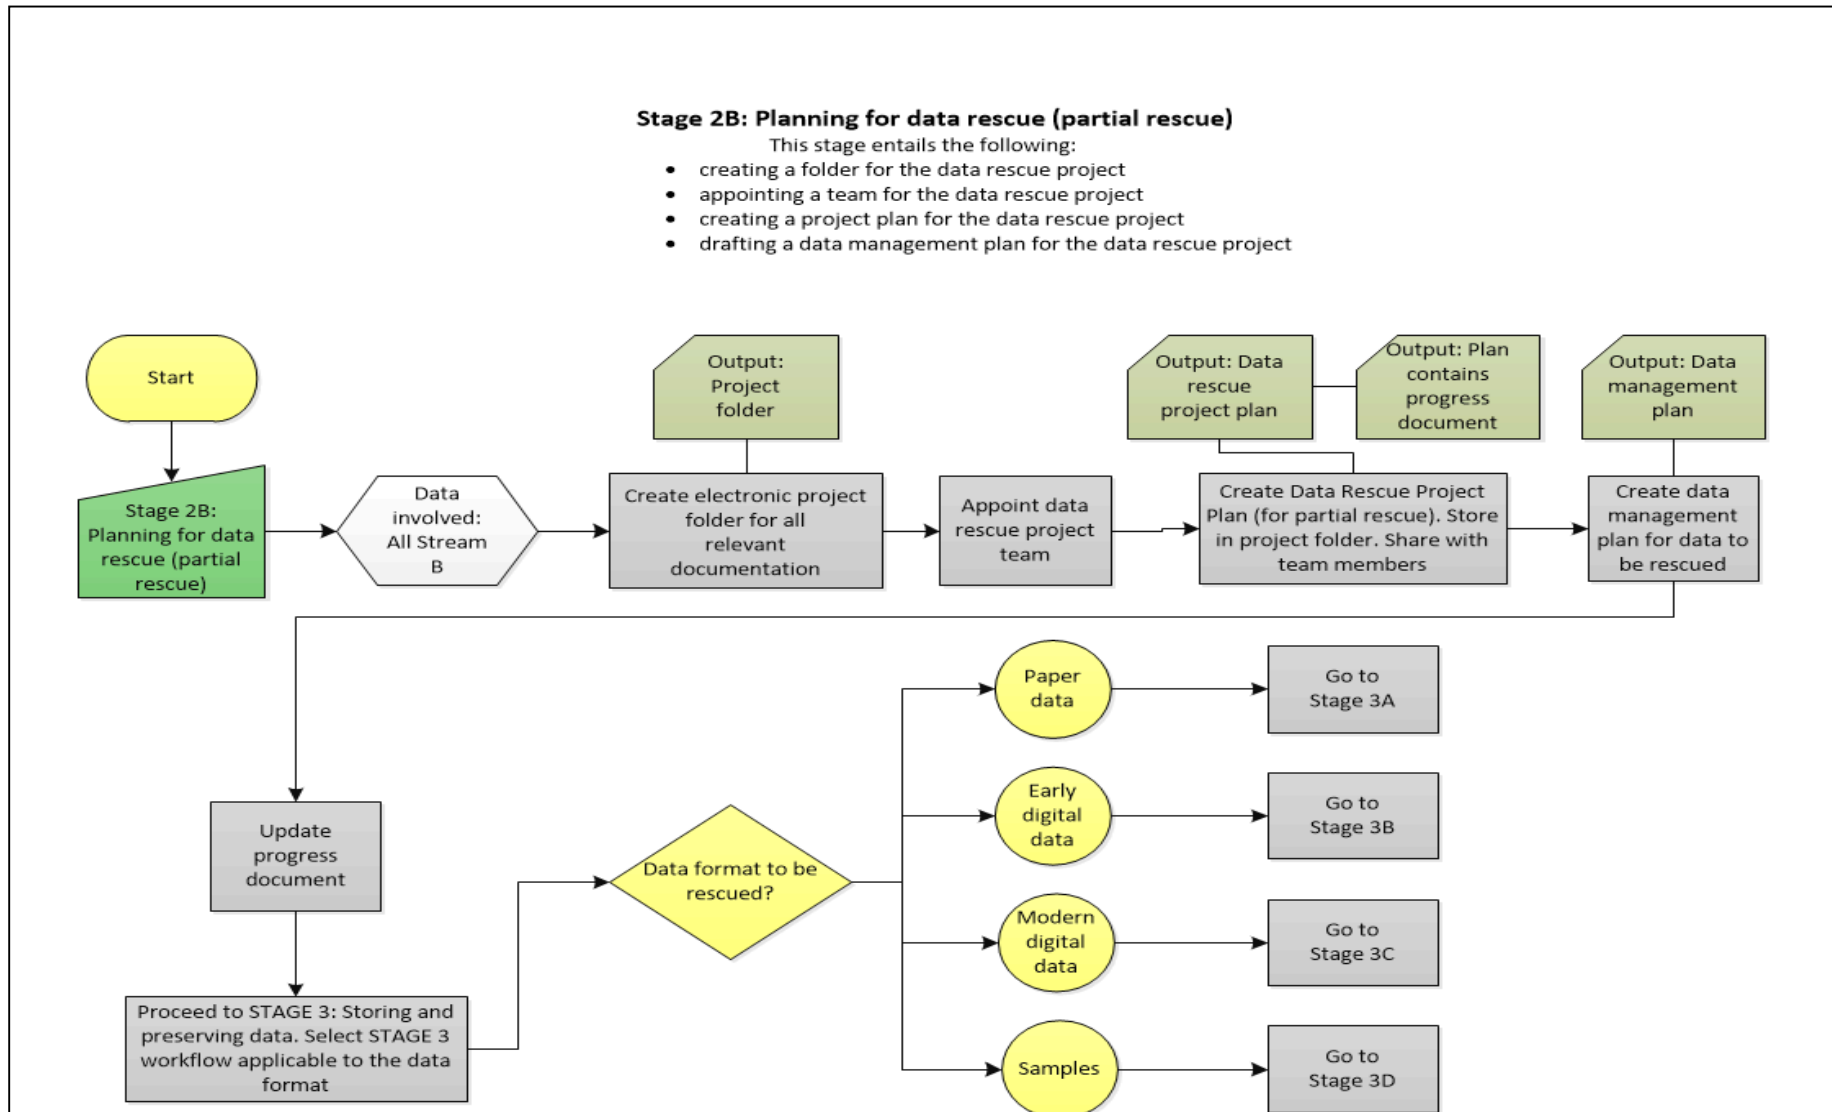 Stage 2B: Planning for data rescue (partial rescue)
This stage entails the following:
• creating a folder for the data rescue project
• appointing a team for the data rescue project
• creating a project plan for the data rescue project
• drafting a data management plan for the data rescue project
Start
Output:
Project
folder
Output: Data
rescue
project plan
Output: Plan
contains
progress
document
Output: Data
management
plan
Stage 2B:
Planning for data
rescue (partial
rescue)
Data
involved:
All Stream
B
Create electronic project
folder for all
relevant
documentation
Appoint data
rescue project
team
Create Data Rescue Project
Plan (for partial rescue). Store
in project folder. Share with
team members
Create data
management
plan for data to
be rescued
Update
progress
document
Proceed to STAGE 3: Storing and
preserving data. Select STAGE 3
workflow applicable to the data
format
Data format to be
rescued?
Paper
data
Go to
Stage 3A
Early
digital
data
Go to
Stage 3B
Modern
digital
data
Go to
Stage 3C
Samples
Go to
Stage 3D